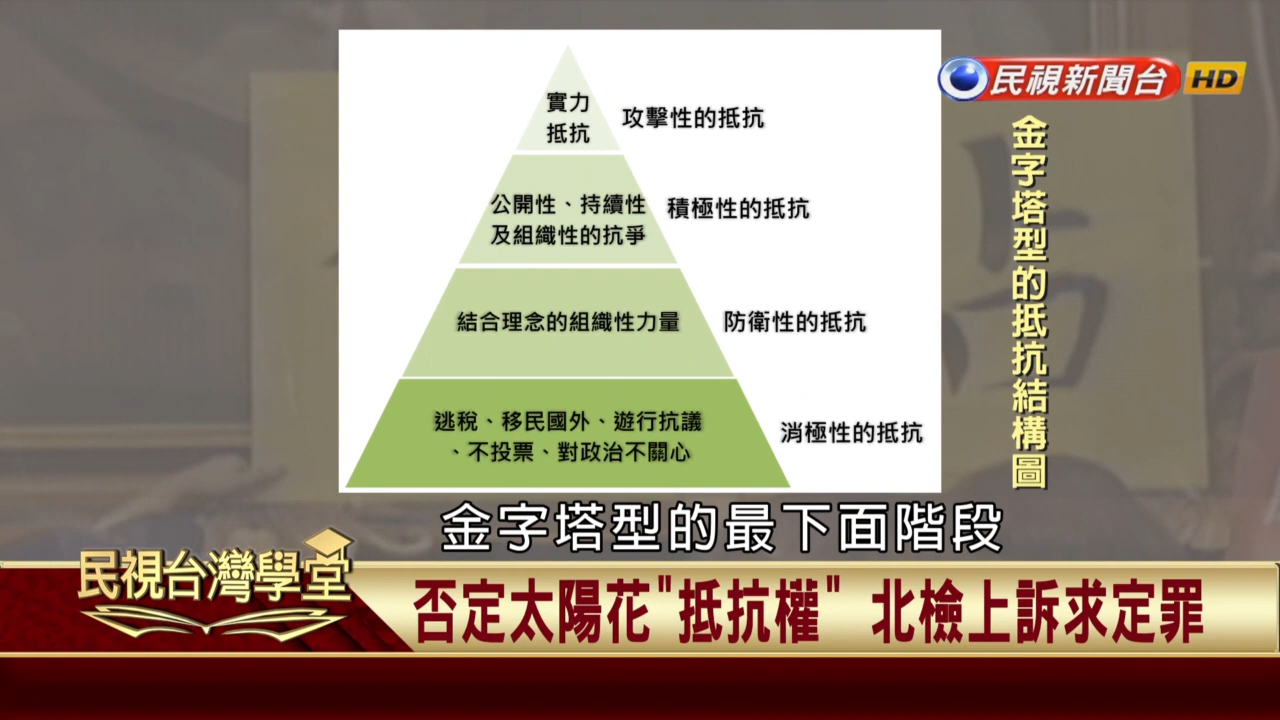 實力
抵抗
攻擊性的抵抗
公開性、持續性
及組織性的抗爭
積極性的抵抗
結合理念的組織性力量
防衛性的抵抗
逃稅、移民國外、遊行抗議
、不投票、對政治不關心
消極性的抵抗
民視新聞台 HD
金字塔型的抵抗結構圖
金字塔型的最下面階段
民視台灣學堂
否定太陽花"抵抗權" 北檢上訴求定罪